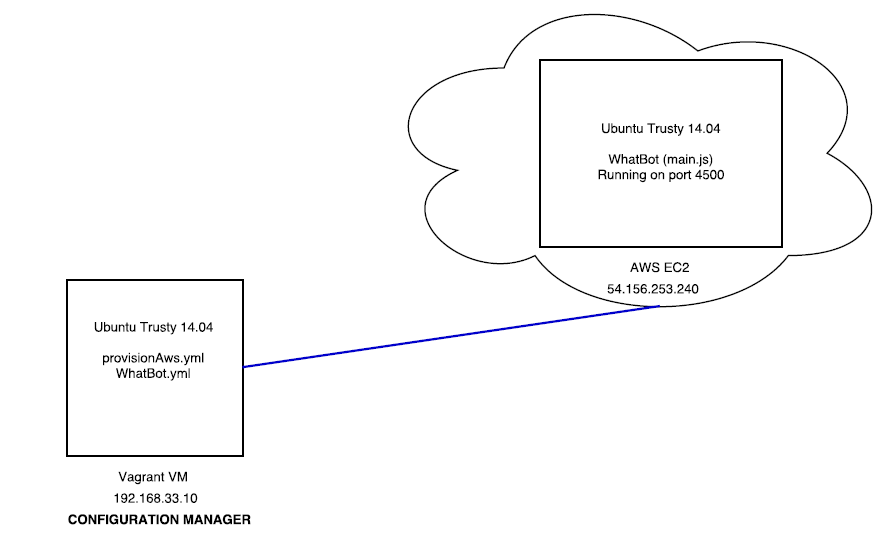 Ubuntu Trusty 14.04
WhatBot (main.js)
Running on port 4500
AWS EC2
54.156.253.240
Ubuntu Trusty 14.04
provisionAws.yml
WhatBot.yml
Vagrant VM
192.168.33.10
CONFIGURATION MANAGER